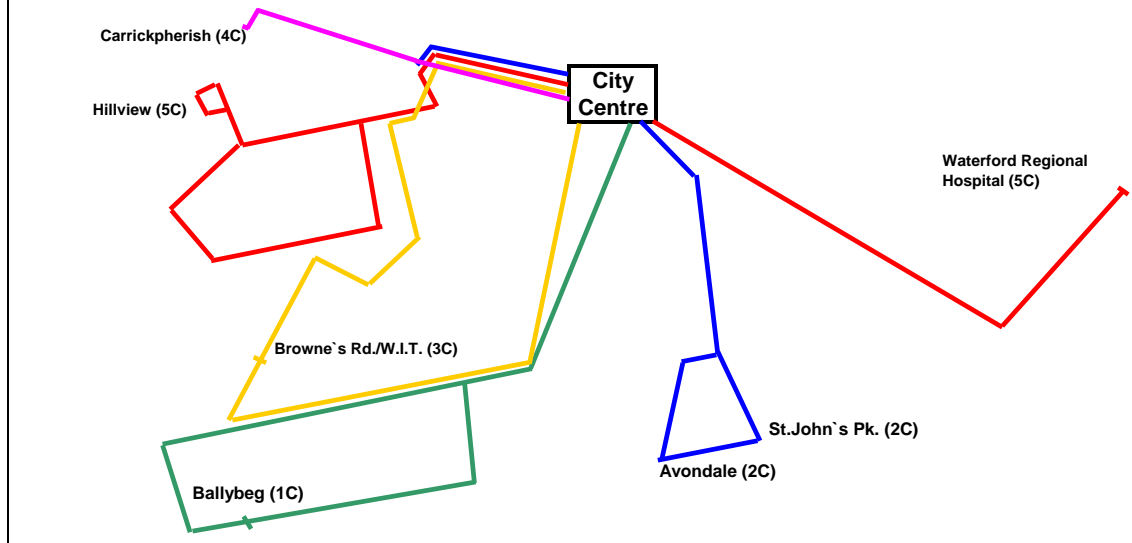 Carrickpherish (4C)
City
Centre
Hillview (5C)
Waterford Regional
Hospital (5C)
Browne`s Rd./W.I.T. (3C)
St.John`s Pk. (2C)
Avondale (2C)
Ballybeg (1C)